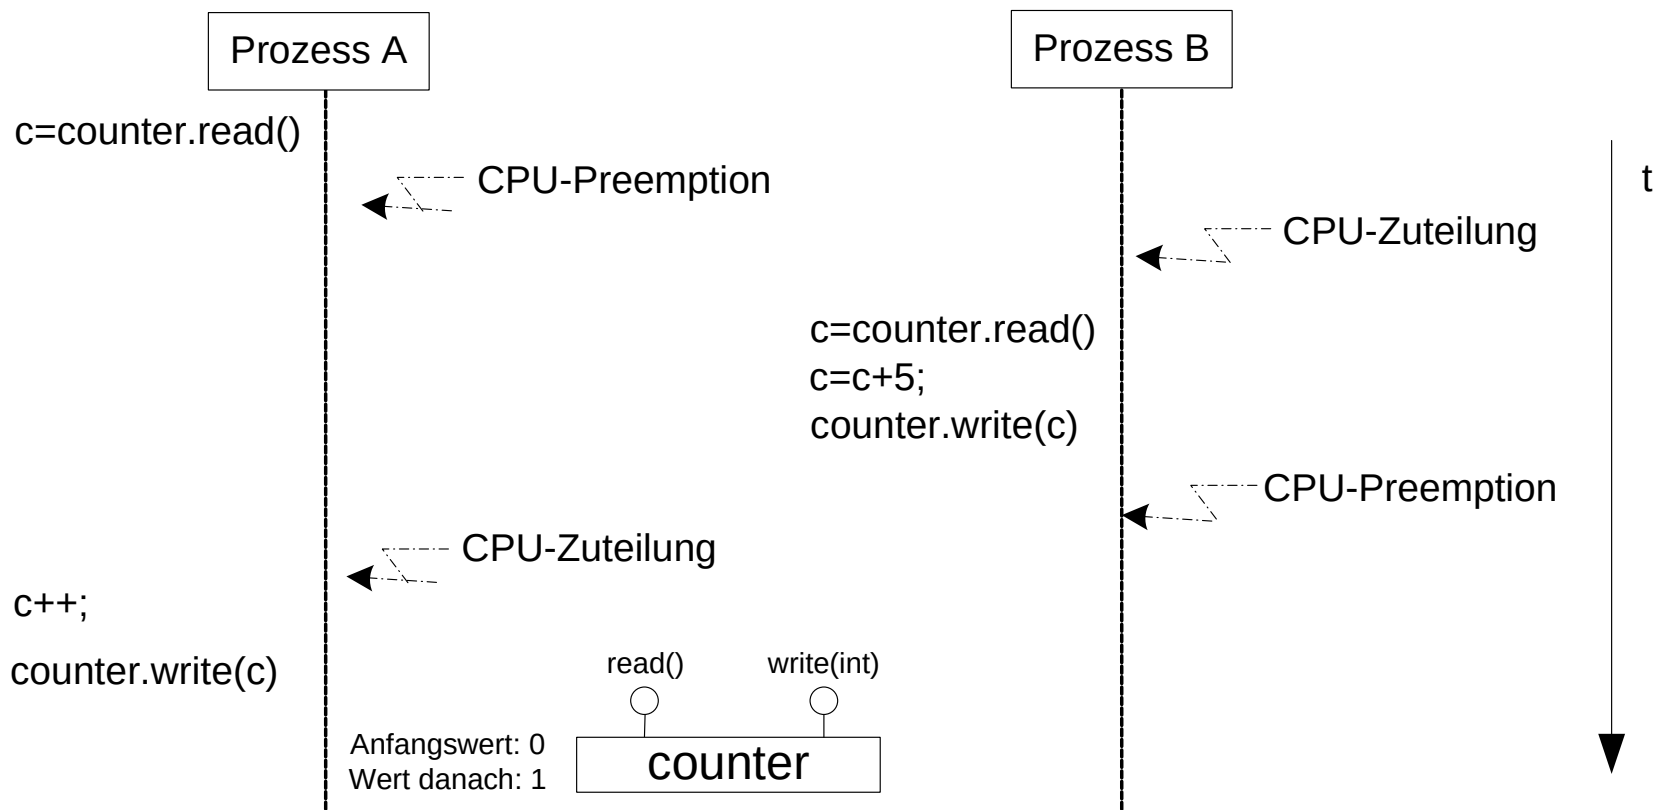 Prozess A
Prozess B
c=counter.read()
CPU-Preemption
t
CPU-Zuteilung
c=counter.read()
c=c+5;
counter.write(c)
CPU-Preemption
CPU-Zuteilung
c++;
counter.write(c)
read()
write(int)
Anfangswert: 0
Wert danach: 1
counter